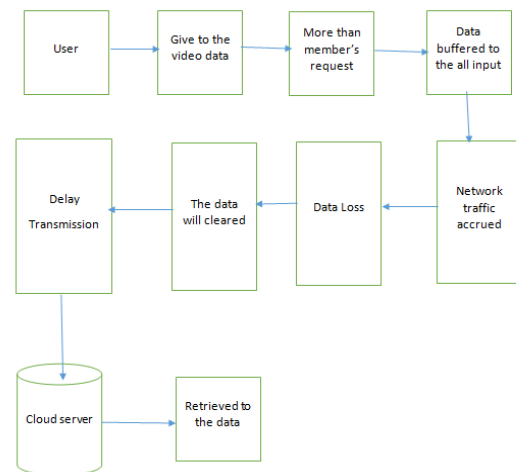 User
Give to the
video data
More than
member's
request
Data
buffered to
the all input
Network
traffic
accrued
Data Loss
The data
will cleared
Delay
Transmission
Cloud server
Retrieved to
the data